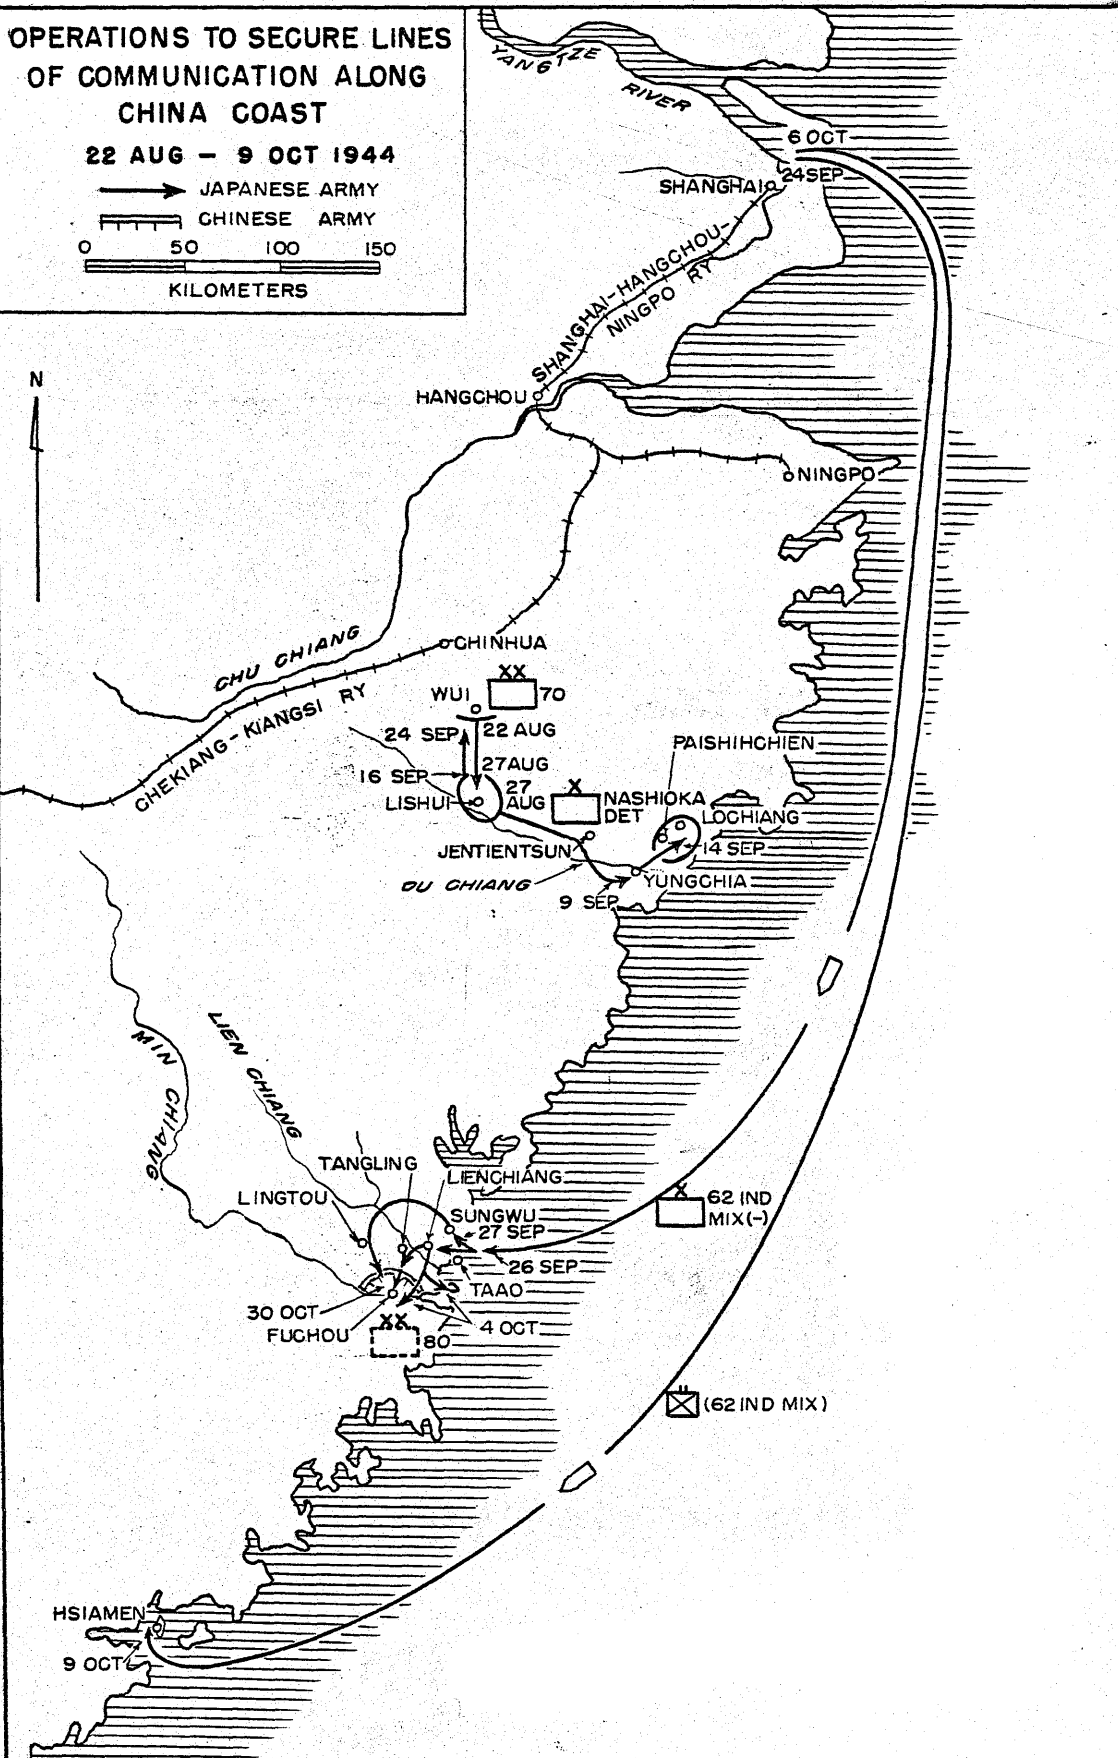 OPERATIONS TO SECURE LINES
OF COMMUNICATION ALONG
CHINA COAST
22 AUG – 9 OCT 1944
JAPANESE ARMY
CHINESE ARMY
0 50 100 150
KILOMETERS
N
YANGTZE
RIVER
6 OCT
24 SEP
SHANGHAI
SHANGHAI-HANGCHOU-
NINGPO RY
HANGCHOU
NINGPO
CHINHUA
CHU CHIANG
CHEKIANG-KIANGSI RY
XX
WUI
70
24 SEP
22 AUG
27 AUG
16 SEP
27
AUG
LISHUI
PAISHIHCHIEN
X
NASHIOKA
DET
LOCHIANG
JENTIENTSUN
14 SEP
OU CHIANG
YUNGCHIA
9 SEP
MIN CHIANG
LIEN CHIANG
TANGLING
LIENCHIANG
LINGTOU
SUNGWU
27 SEP
X
62 IND
MIX(-)
26 SEP
TAAO
30 OCT
FUCHOU
4 OCT
XX
80
(62 IND MIX)
HSIAMEN
9 OCT